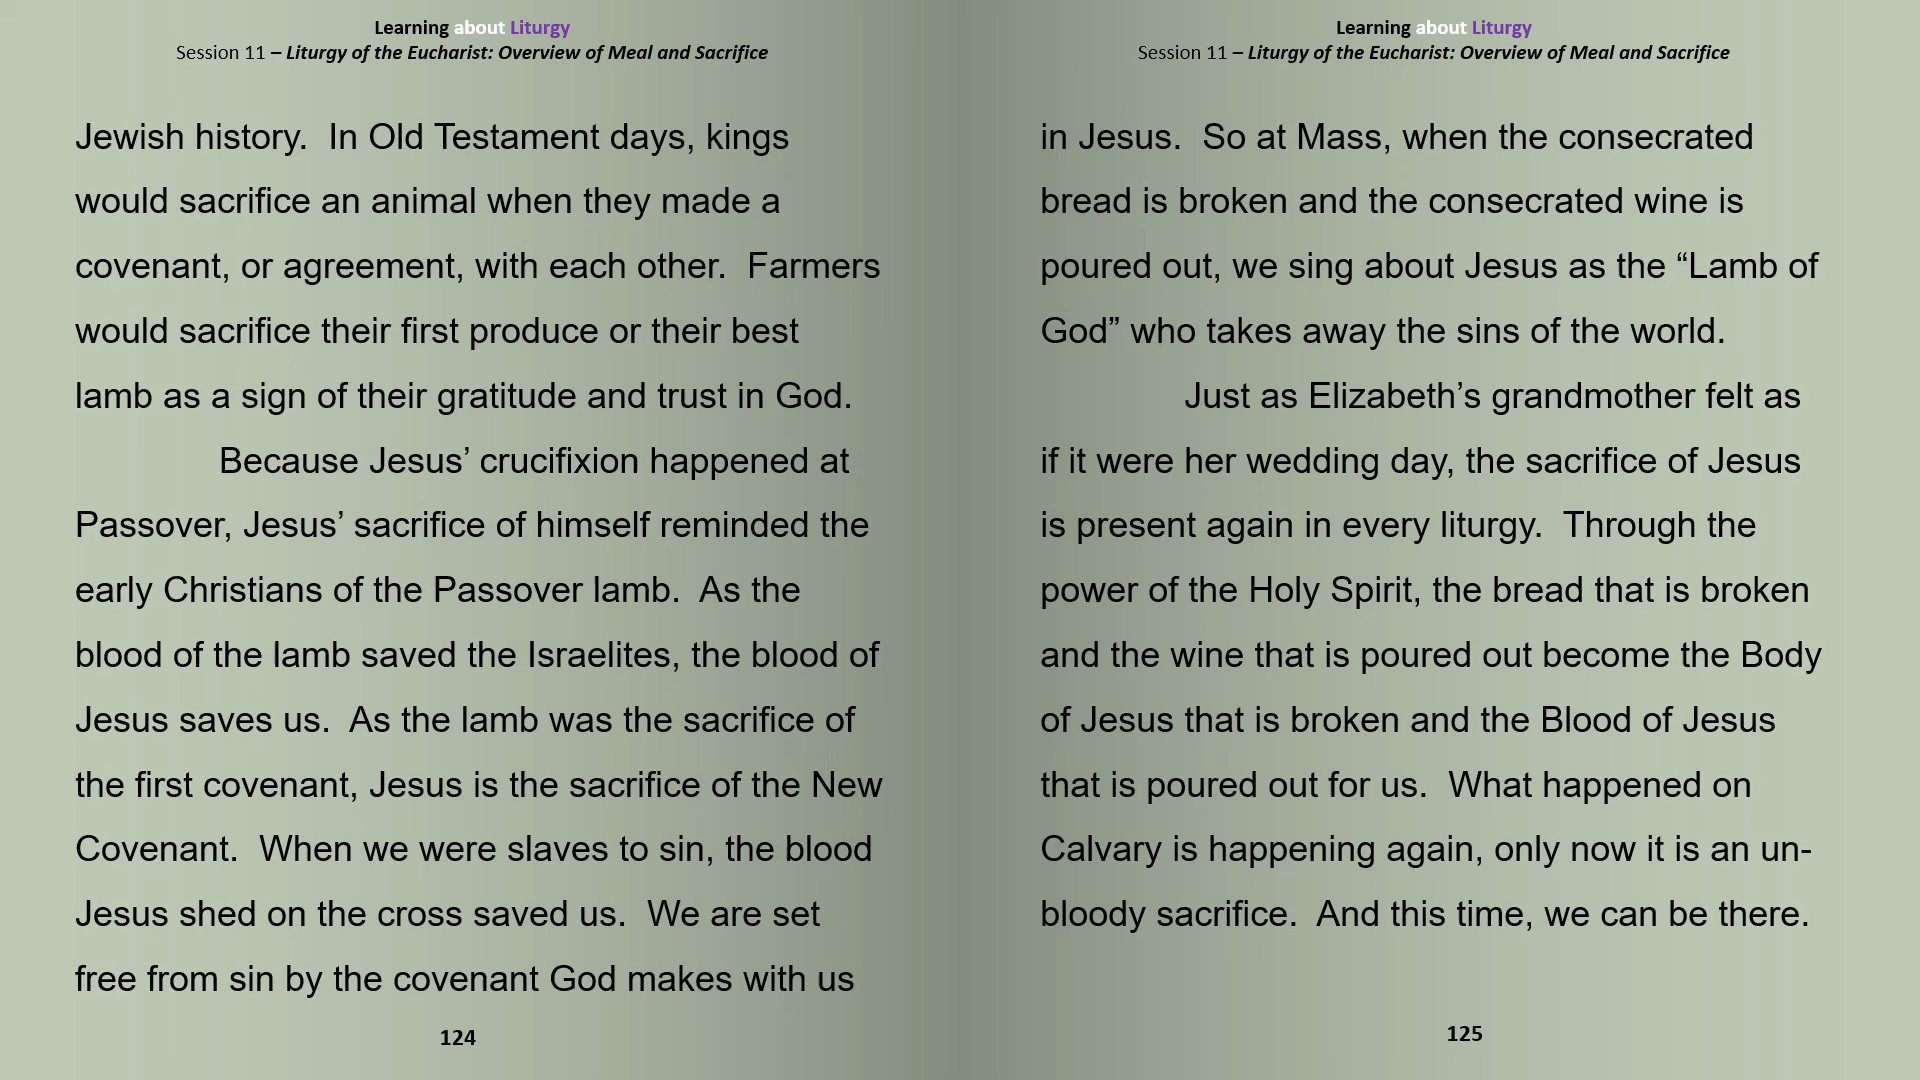 Learning about Liturgy
Session 11 – Liturgy of the Eucharist: Overview of Meal and Sacrifice
Jewish history.  In Old Testament days, kings
would sacrifice an animal when they made a
covenant, or agreement, with each other.  Farmers
would sacrifice their first produce or their best
lamb as a sign of their gratitude and trust in God.
Because Jesus’ crucifixion happened at
Passover, Jesus’ sacrifice of himself reminded the
early Christians of the Passover lamb.  As the
blood of the lamb saved the Israelites, the blood of
Jesus saves us.  As the lamb was the sacrifice of
the first covenant, Jesus is the sacrifice of the New
Covenant.  When we were slaves to sin, the blood
Jesus shed on the cross saved us.  We are set
free from sin by the covenant God makes with us
124
Learning about Liturgy
Session 11 – Liturgy of the Eucharist: Overview of Meal and Sacrifice
in Jesus.  So at Mass, when the consecrated
bread is broken and the consecrated wine is
poured out, we sing about Jesus as the “Lamb of
God” who takes away the sins of the world.
Just as Elizabeth’s grandmother felt as
if it were her wedding day, the sacrifice of Jesus
is present again in every liturgy.  Through the
power of the Holy Spirit, the bread that is broken
and the wine that is poured out become the Body
of Jesus that is broken and the Blood of Jesus
that is poured out for us.  What happened on
Calvary is happening again, only now it is an un-
bloody sacrifice.  And this time, we can be there.
125